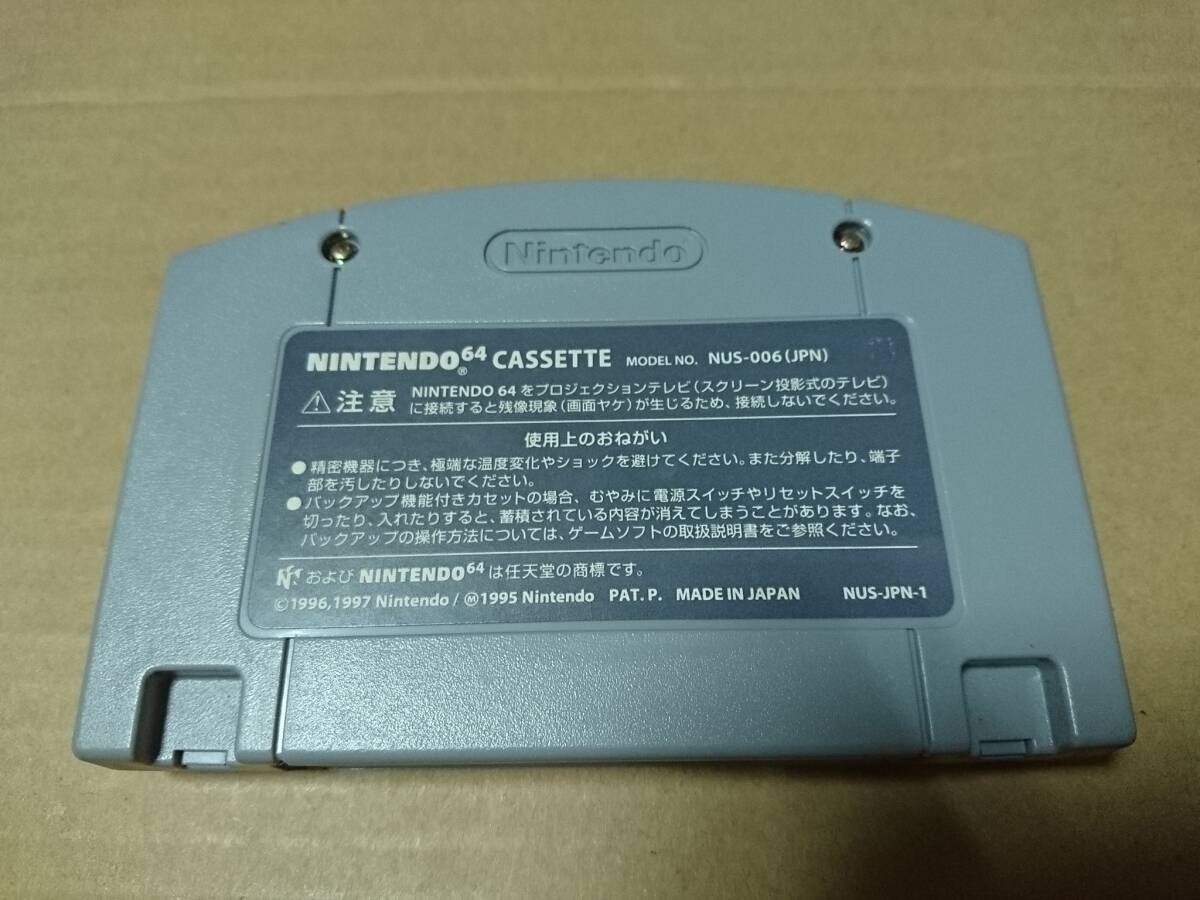 Nintendo
NINTENDO64® CASSETTE MODEL NO. NUS-006(JPN)
⚠注意 NINTENDO 64をプロジェクションテレビ(スクリーン投影式のテレビ)
に接続すると残像現象(画面ヤケ)が生じるため、接続しないでください。
使用上のおねがい
●精密機器につき、極端な温度変化やショックを避けてください。また分解したり、端子
部を汚したりしないでください。
●バックアップ機能付きカセットの場合、むやみに電源スイッチやリセットスイッチを
切ったり、入れたりすると、蓄積されている内容が消えてしまうことがあります。なお、
バックアップの操作方法については、ゲームソフトの取扱説明書をご参照ください。
および NINTENDO64は任天堂の商標です。
©1996,1997 Nintendo/Ⓜ1995 Nintendo PAT.P. MADE IN JAPAN NUS-JPN-1